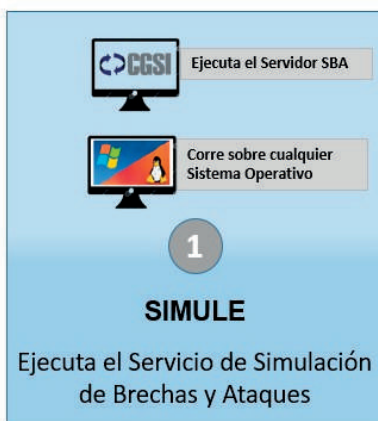 CGSI
Ejecuta el Servidor SBA
Corre sobre cualquier
Sistema Operativo
1
SIMULE
Ejecuta el Servicio de Simulación
de Brechas y Ataques